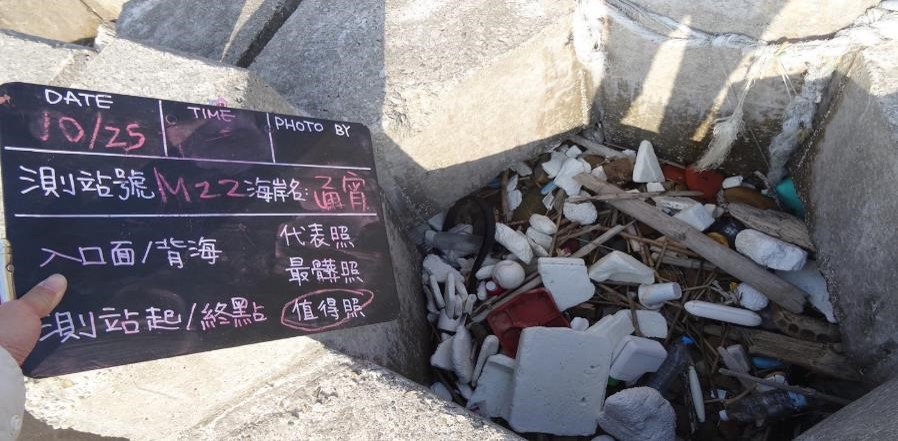 DATE TIME PHOTO BY
10/25
測站號 M22 海岸名: 通宵
入口面/背海 代表照
最髒照
測站起/終點 值得照